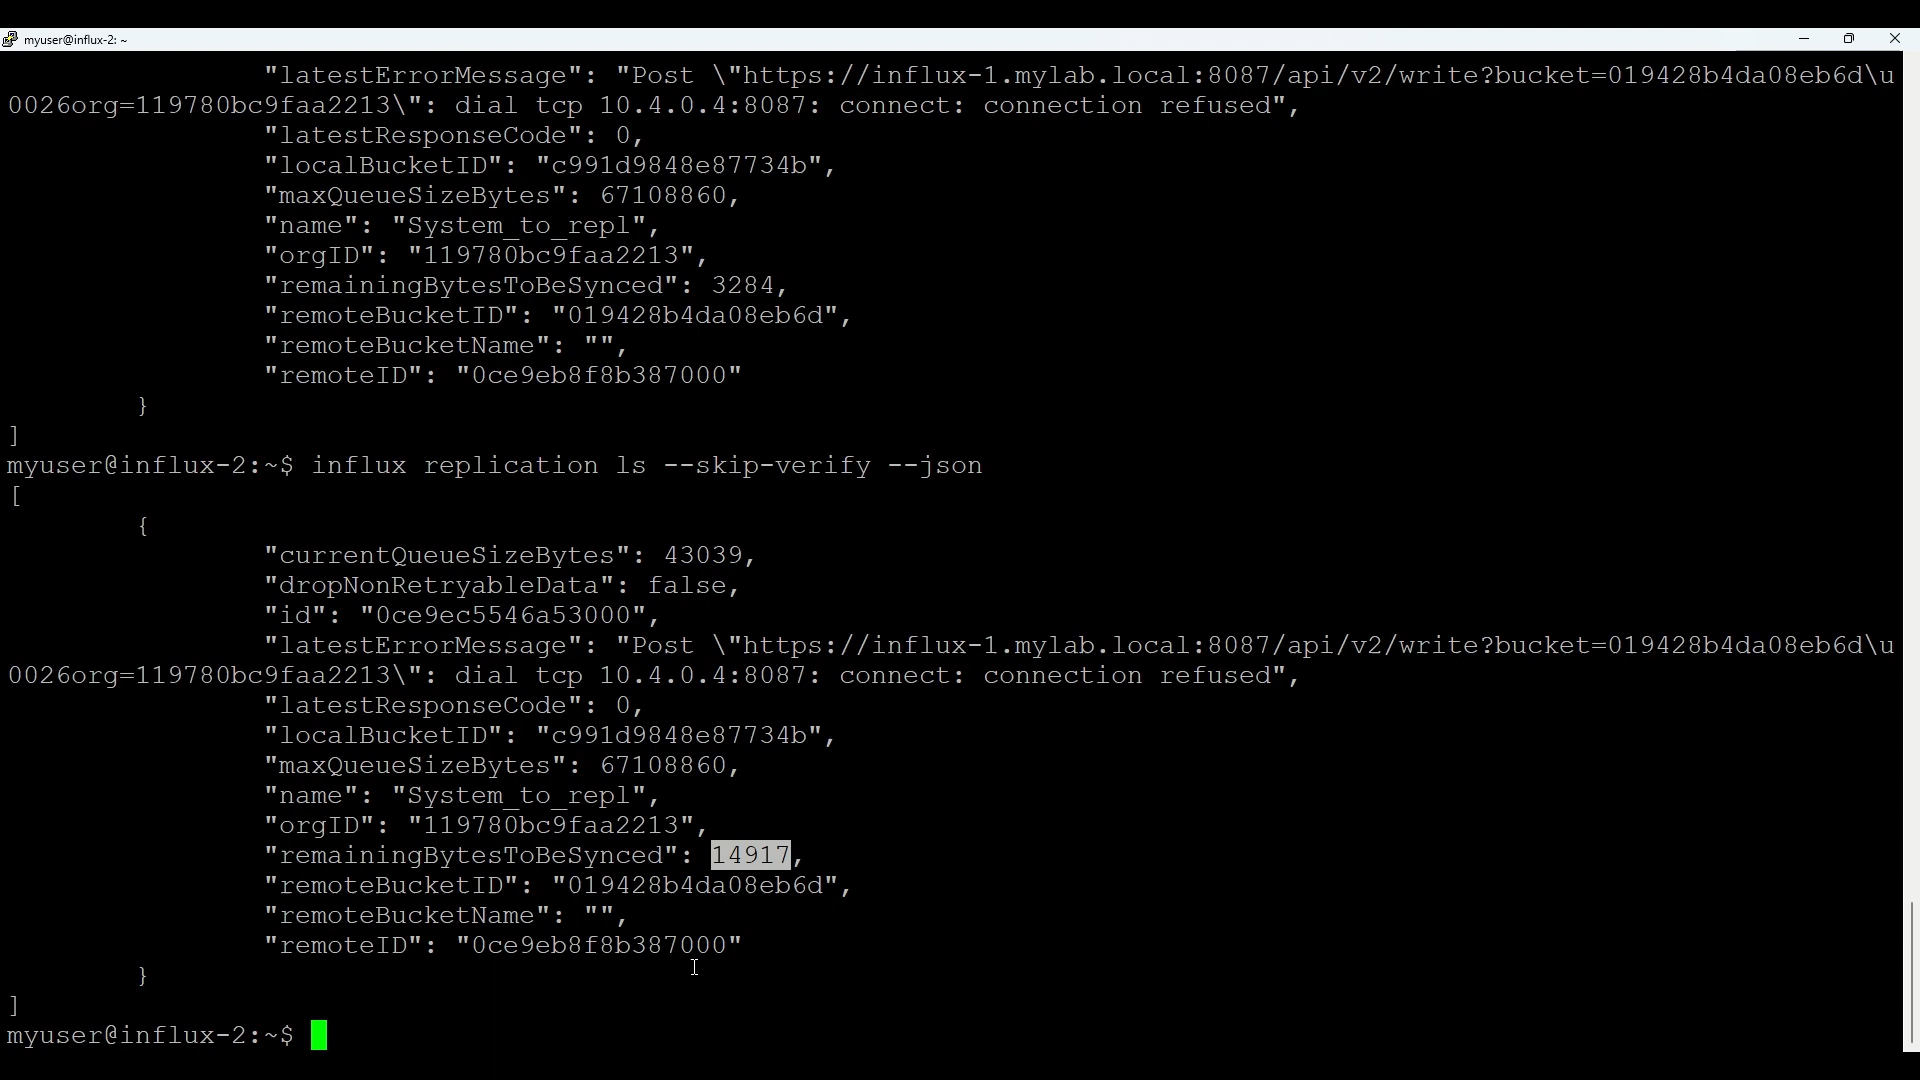 myuser@influx-2: ~
"latestErrorMessage": "Post \"https://influx-1.mylab.local:8087/api/v2/write?bucket=019428b4da08eb6d\u
0026org=119780bc9faa2213\": dial tcp 10.4.0.4:8087: connect: connection refused",
"latestResponseCode": 0,
"localBucketID": "c991d9848e87734b",
"maxQueueSizeBytes": 67108860,
"name": "System_to_repl",
"orgID": "119780bc9faa2213",
"remainingBytesToBeSynced": 3284,
"remoteBucketID": "019428b4da08eb6d",
"remoteBucketName": "",
"remoteID": "0ce9eb8f8b387000"
}
]
myuser@influx-2:~$ influx replication ls --skip-verify --json
[
{
"currentQueueSizeBytes": 43039,
"dropNonRetryableData": false,
"id": "0ce9ec5546a53000",
"latestErrorMessage": "Post \"https://influx-1.mylab.local:8087/api/v2/write?bucket=019428b4da08eb6d\u
0026org=119780bc9faa2213\": dial tcp 10.4.0.4:8087: connect: connection refused",
"latestResponseCode": 0,
"localBucketID": "c991d9848e87734b",
"maxQueueSizeBytes": 67108860,
"name": "System_to_repl",
"orgID": "119780bc9faa2213",
"remainingBytesToBeSynced": 14917,
"remoteBucketID": "019428b4da08eb6d",
"remoteBucketName": "",
"remoteID": "0ce9eb8f8b387000"
}
]
myuser@influx-2:~$